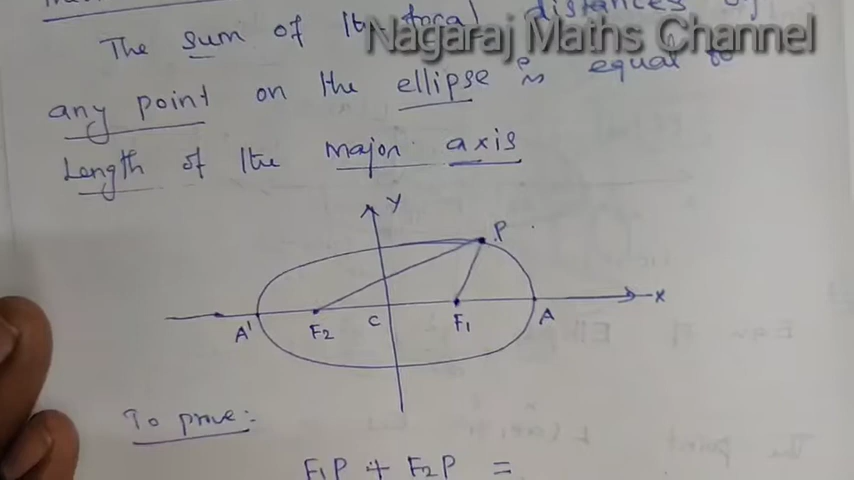 The sum of its focal distances of
Nagaraj Maths Channel
any point on the ellipse is equal to
Length of the major axis
y
P
x
A' F2 C F1 A
To prove:-
F1P + F2P =